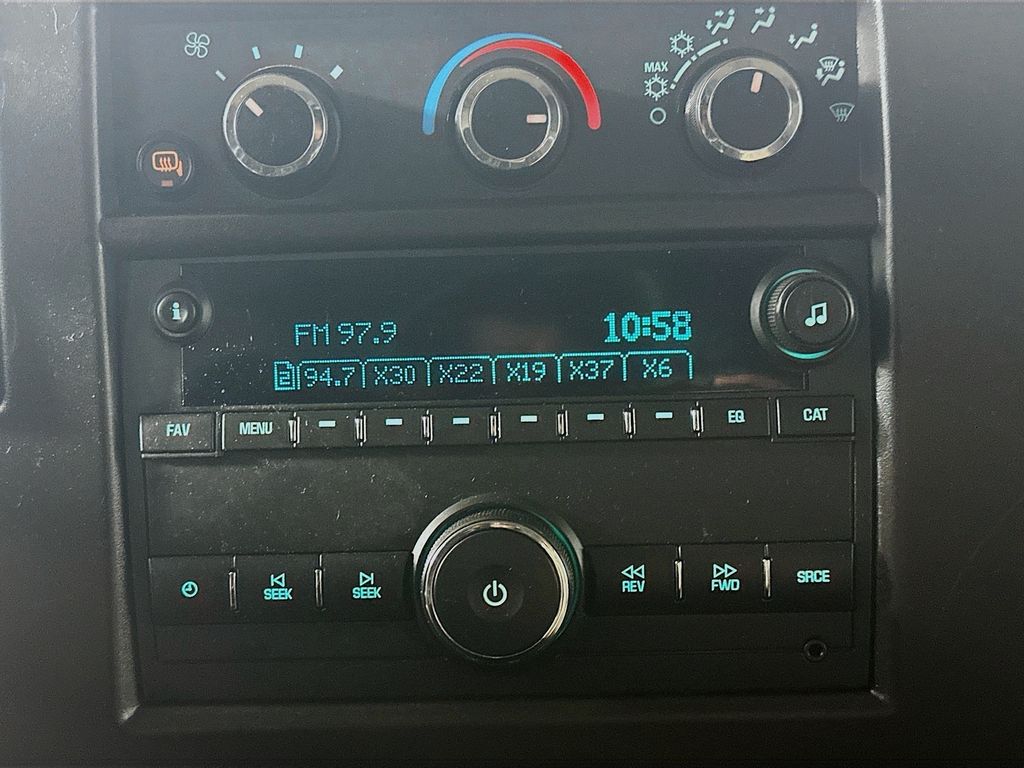 MAX
FM 97.9 10:58
2 94.7 X30 X22 X19 X37 X6
FAV MENU EQ CAT
SEEK SEEK REV FWD SRCE